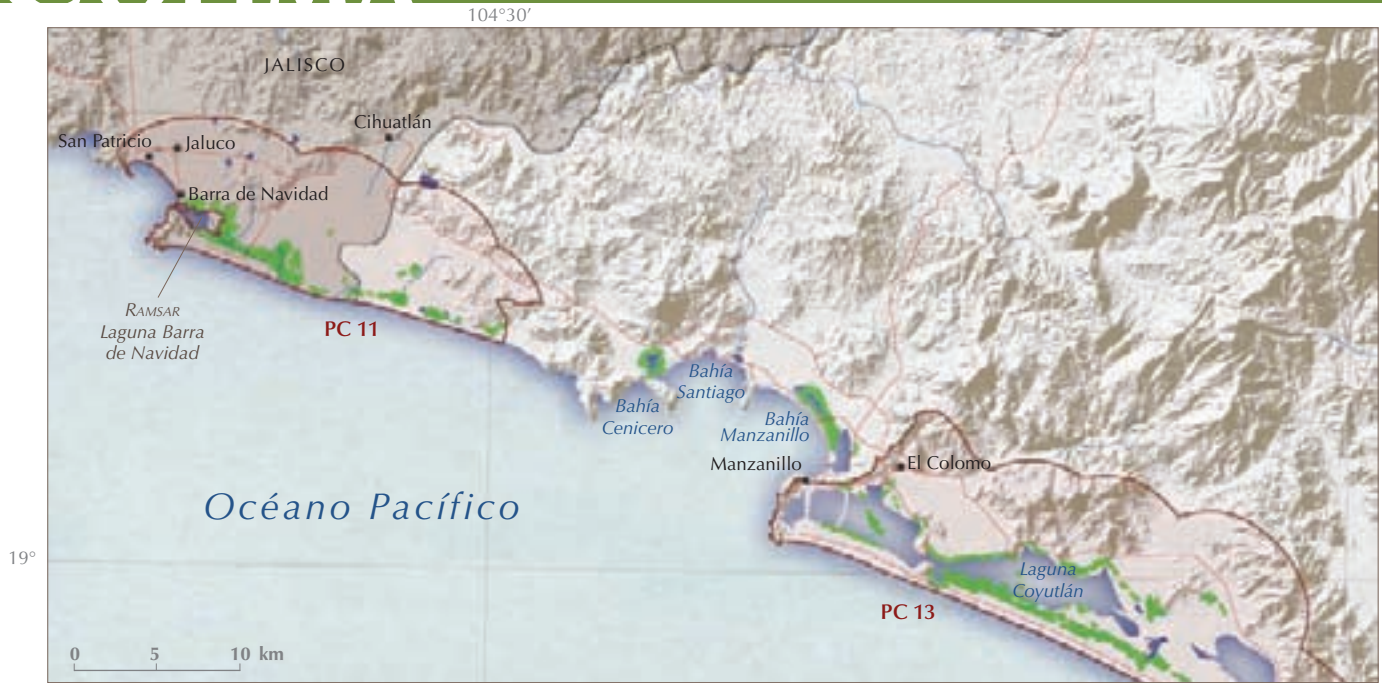 104°30′
JALISCO
Cihuatlán
San Patricio
Jaluco
Barra de Navidad
RAMSAR
Laguna Barra
de Navidad
PC 11
Bahía
Santiago
Bahía
Cenicero
Bahía
Manzanillo
Manzanillo
El Colomo
Océano Pacífico
19°
Laguna
Coyutlán
PC 13
0 5 10 km